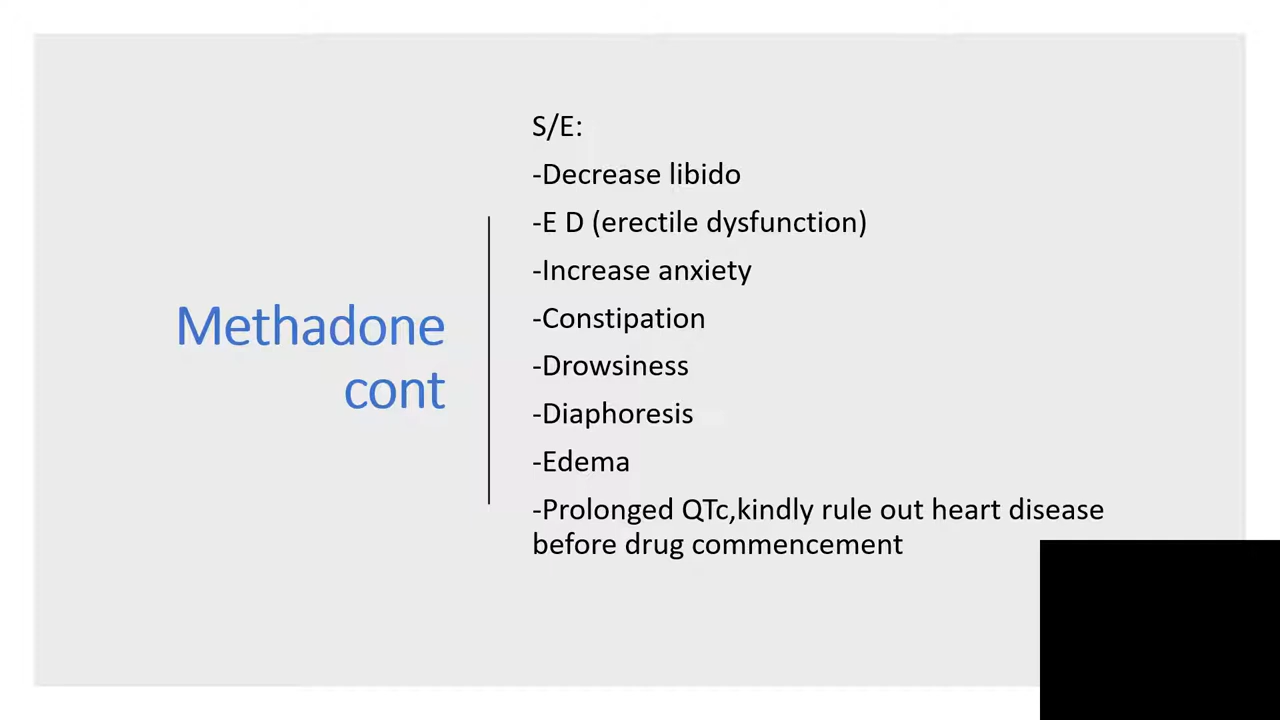 Methadone
cont
S/E:
-Decrease libido
-E D (erectile dysfunction)
-Increase anxiety
-Constipation
-Drowsiness
-Diaphoresis
-Edema
-Prolonged QTc,kindly rule out heart disease
before drug commencement